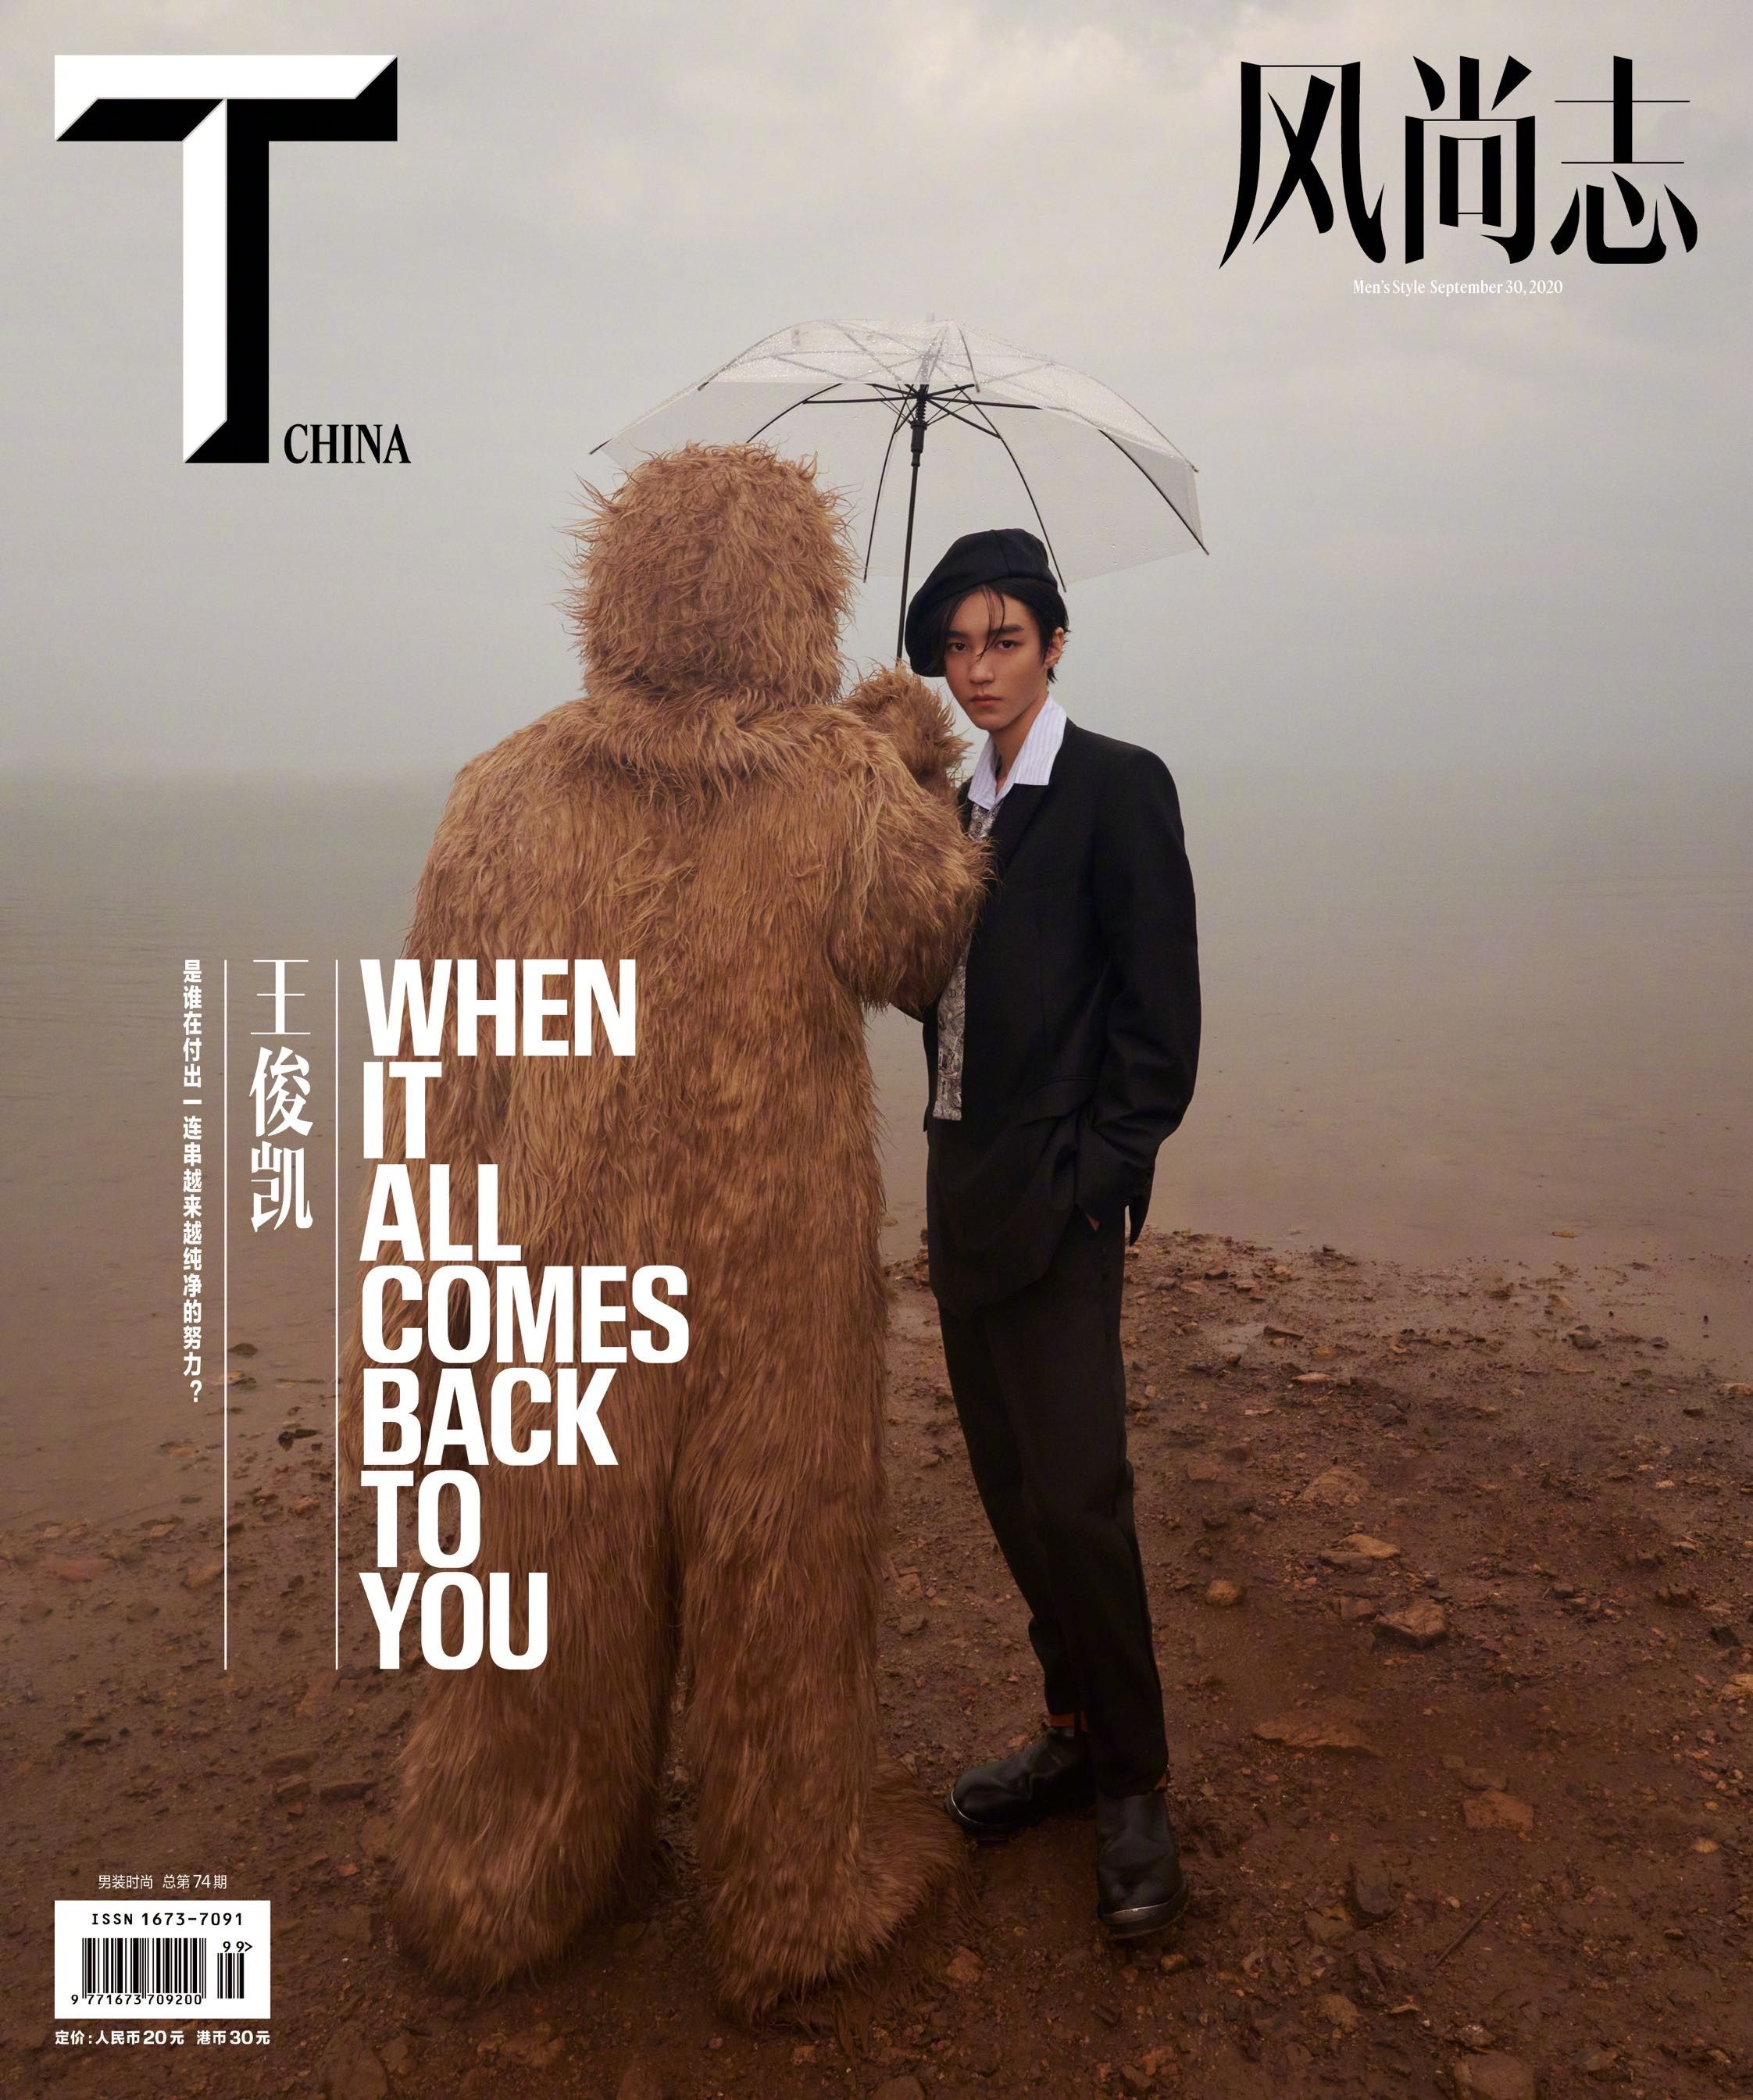 T
CHINA
风尚志
Men's Style September 30, 2020
是谁在付出一连串越来越纯净的努力?
王俊凯
WHEN
IT
ALL
COMES
BACK
TO
YOU
男装时尚 总第74期
ISSN 1673-7091
99>
9 771673 709200
定价:人民币20元 港币30元